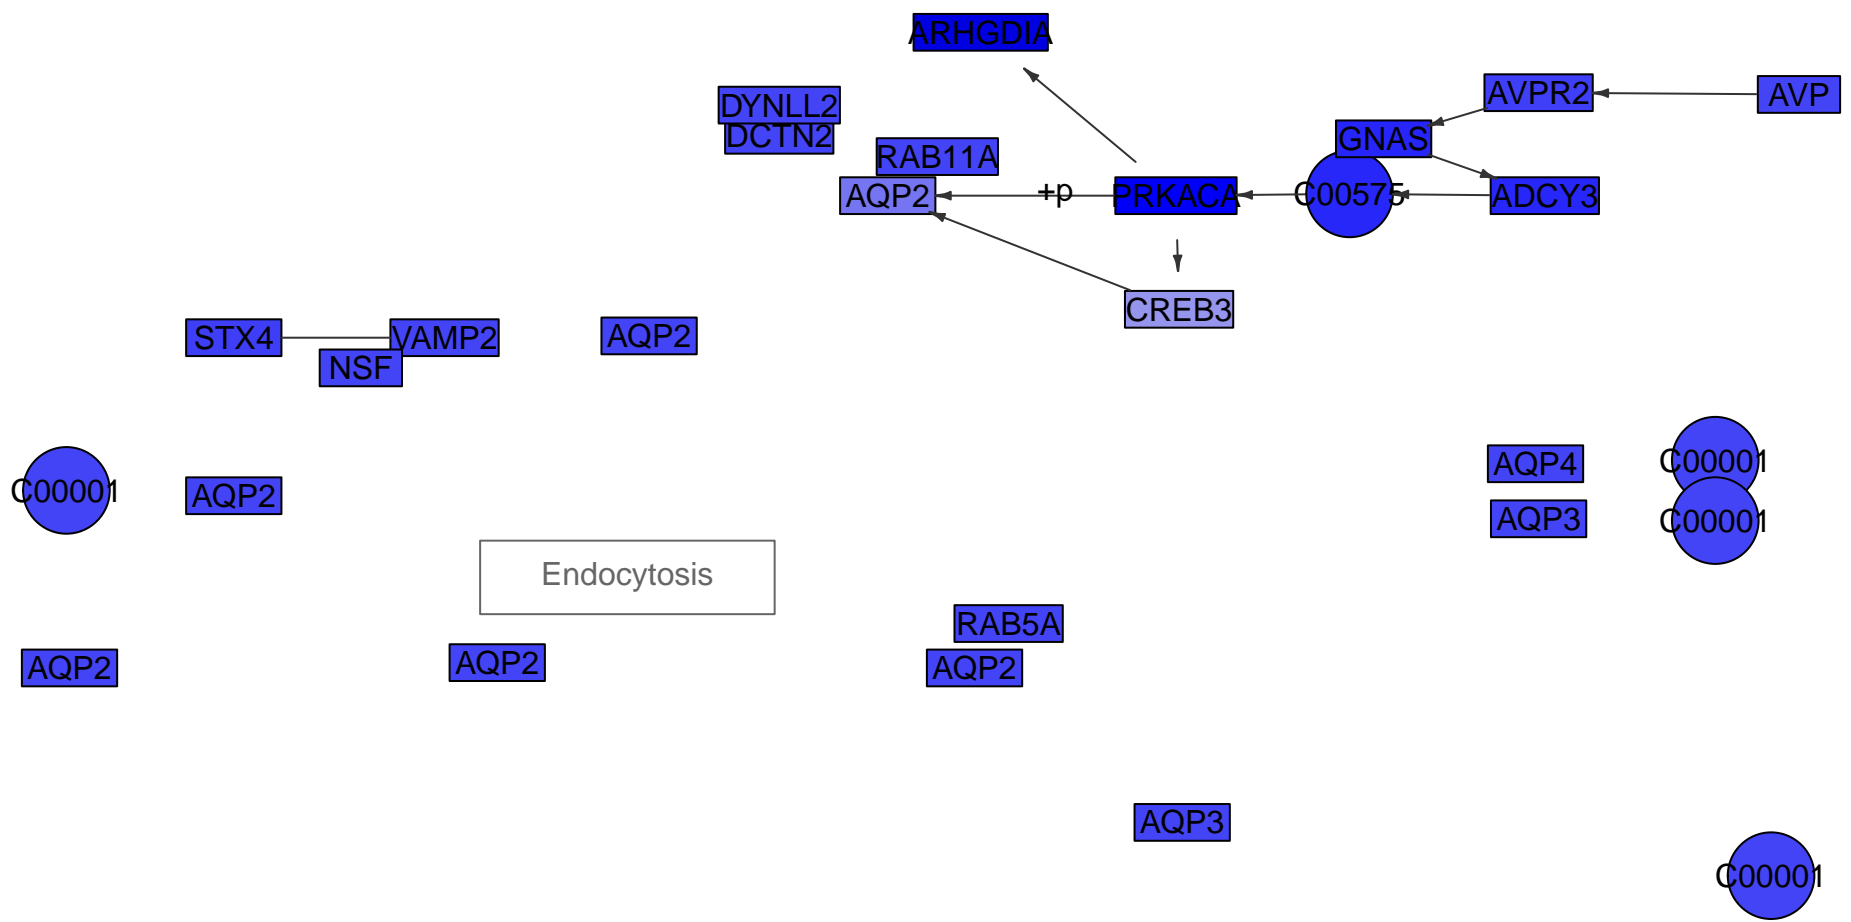 ARHGDIA
DYNLL2
AVPR2
AVP
DCTN2
GNAS
RAB11A
AQP2
+p
PRKACA
C00575
ADCY3
CREB3
STX4
VAMP2
AQP2
NSF
C00001
AQP2
AQP4
C00001
AQP3
C00001
Endocytosis
RAB5A
AQP2
AQP2
AQP2
AQP3
C00001